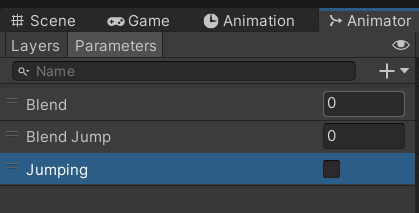 Scene Game Animation Animator
Layers Parameters
Name
Blend 0
Blend Jump 0
Jumping